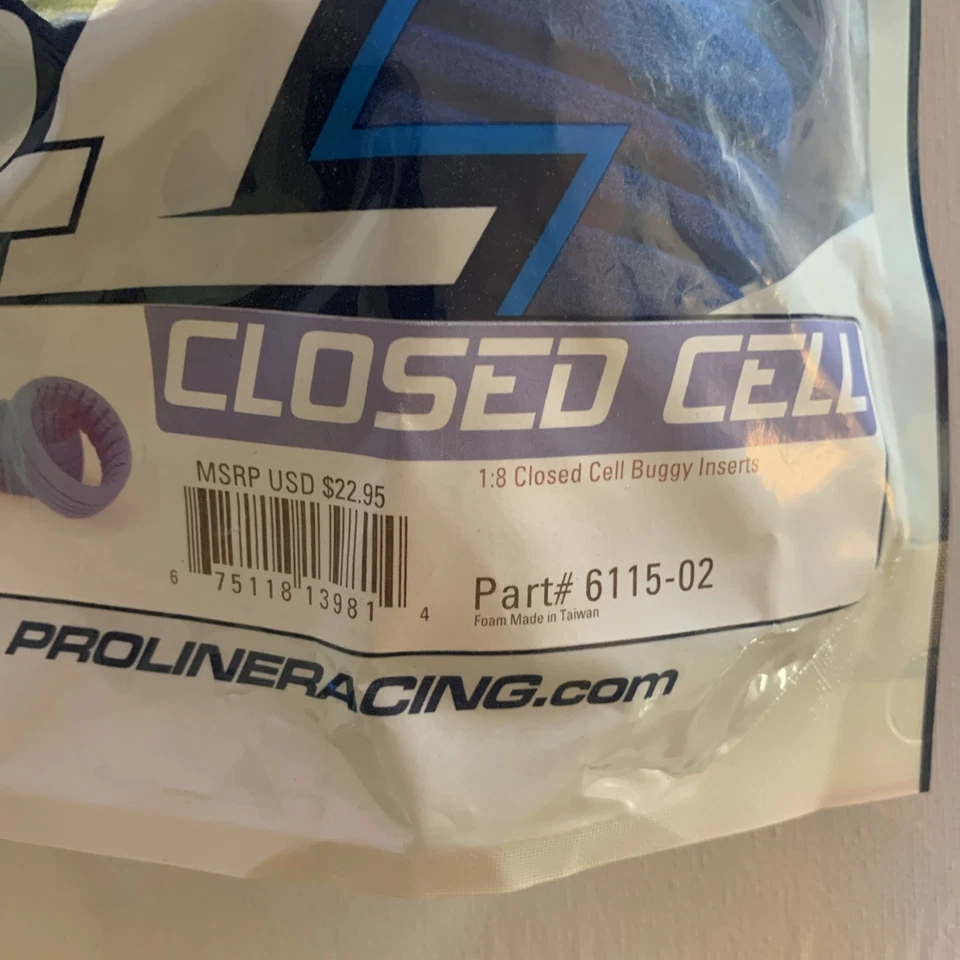 CLOSED CELL
MSRP USD $22.95
1:8 Closed Cell Buggy Inserts
6 75118 13981 4
Part# 6115-02
Foam Made in Taiwan
PROLINERACING.com